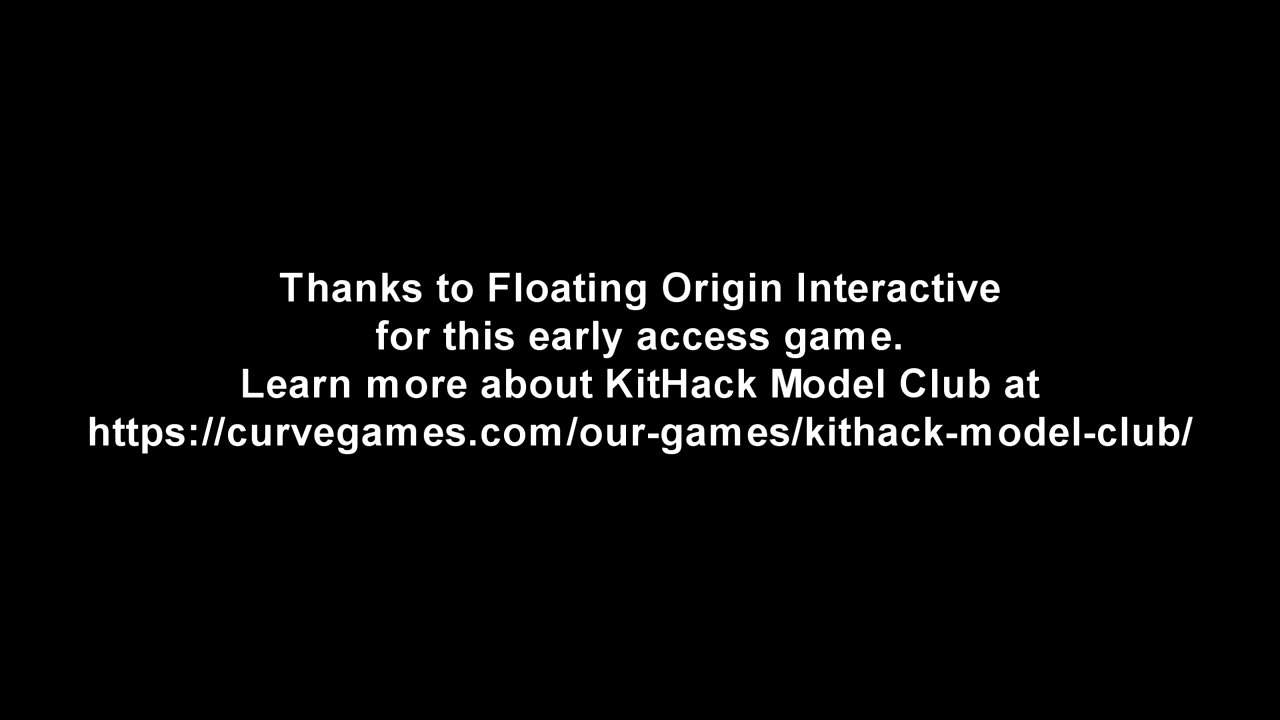 Thanks to Floating Origin Interactive
for this early access game.
Learn more about KitHack Model Club at
https://curvegames.com/our-games/kithack-model-club/